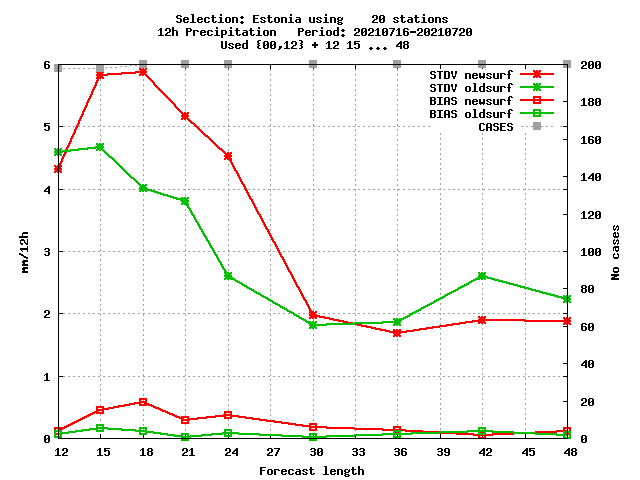 Selection: Estonia using    20 stations
12h Precipitation   Period: 20210716-20210720
Used {00,12} + 12 15 ... 48
6
5
4
3
2
1
0
mm/12h
200
180
160
140
120
100
80
60
40
20
0
No cases
STDV newsurf
STDV oldsurf
BIAS newsurf
BIAS oldsurf
CASES
12 15 18 21 24 27 30 33 36 39 42 45 48
Forecast length